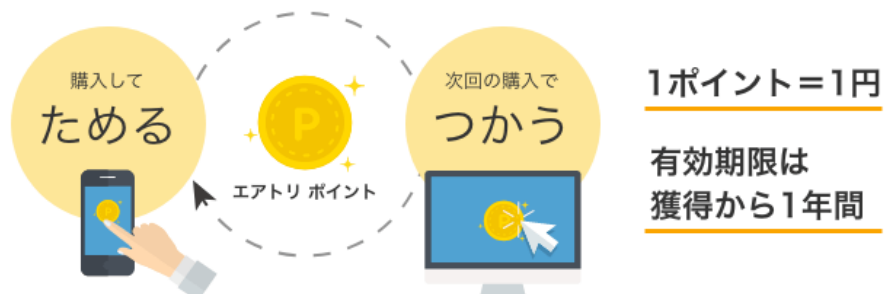 購入して
ためる
P
エアトリ ポイント
次回の購入で
つかう
1ポイント＝1円
有効期限は
獲得から1年間